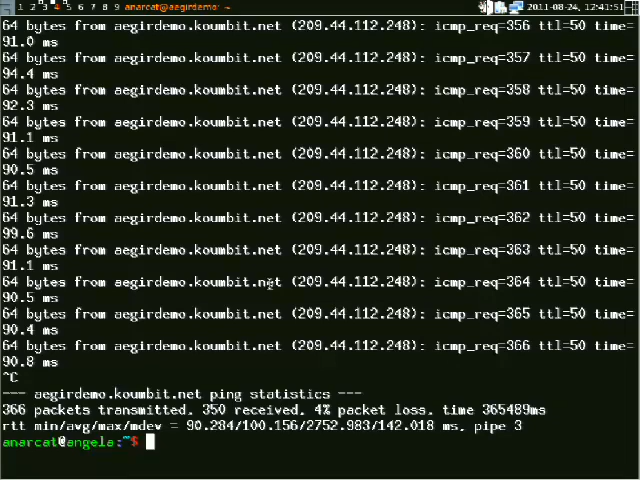 1 2 3 4 5 6 7 8 9 anarcat@aegirdemo: ~ 2011-08-24, 12:41:51
64 bytes from aegirdemo.koumbit.net (209.44.112.248): icmp_req=356 ttl=50 time=
91.0 ms
64 bytes from aegirdemo.koumbit.net (209.44.112.248): icmp_req=357 ttl=50 time=
94.4 ms
64 bytes from aegirdemo.koumbit.net (209.44.112.248): icmp_req=358 ttl=50 time=
92.3 ms
64 bytes from aegirdemo.koumbit.net (209.44.112.248): icmp_req=359 ttl=50 time=
91.1 ms
64 bytes from aegirdemo.koumbit.net (209.44.112.248): icmp_req=360 ttl=50 time=
90.5 ms
64 bytes from aegirdemo.koumbit.net (209.44.112.248): icmp_req=361 ttl=50 time=
91.3 ms
64 bytes from aegirdemo.koumbit.net (209.44.112.248): icmp_req=362 ttl=50 time=
99.6 ms
64 bytes from aegirdemo.koumbit.net (209.44.112.248): icmp_req=363 ttl=50 time=
91.1 ms
64 bytes from aegirdemo.koumbit.net (209.44.112.248): icmp_req=364 ttl=50 time=
90.5 ms
64 bytes from aegirdemo.koumbit.net (209.44.112.248): icmp_req=365 ttl=50 time=
90.4 ms
64 bytes from aegirdemo.koumbit.net (209.44.112.248): icmp_req=366 ttl=50 time=
90.8 ms
^C
--- aegirdemo.koumbit.net ping statistics ---
366 packets transmitted, 350 received, 4% packet loss, time 365489ms
rtt min/avg/max/mdev = 90.284/100.156/2752.983/142.018 ms, pipe 3
anarcat@angela:~$